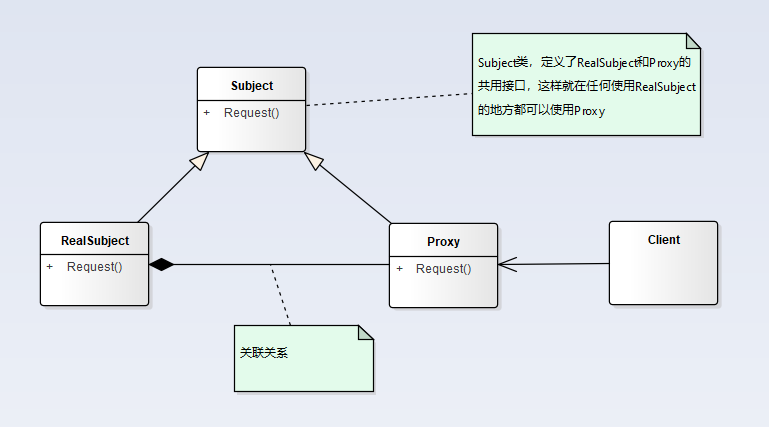 Subject
+ Request()
Subject类，定义了RealSubject和Proxy的
共用接口，这样就在任何使用RealSubject
的地方都可以使用Proxy
RealSubject
+ Request()
Proxy
+ Request()
Client
关联关系